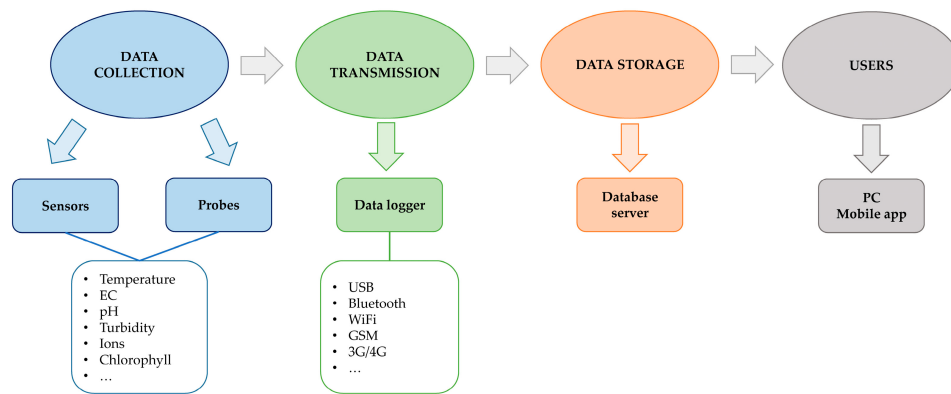 DATA
COLLECTION
DATA
TRANSMISSION
DATA STORAGE
USERS
Sensors
Probes
Data logger
Database
server
PC
Mobile app
• Temperature
• EC
• pH
• Turbidity
• Ions
• Chlorophyll
• …
• USB
• Bluetooth
• WiFi
• GSM
• 3G/4G
• …